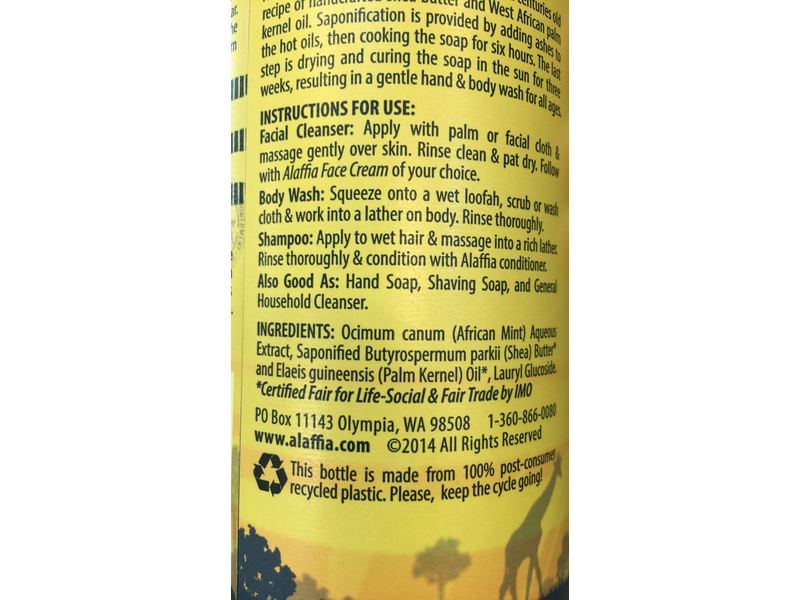 centuries old
recipe of handcrafted shea butter and West African palm
kernel oil. Saponification is provided by adding ashes to
the hot oils, then cooking the soap for six hours. The last
step is drying and curing the soap in the sun for three
weeks, resulting in a gentle hand & body wash for all ages.
INSTRUCTIONS FOR USE:
Facial Cleanser: Apply with palm or facial cloth &
massage gently over skin. Rinse clean & pat dry. Follow
with Alaffia Face Cream of your choice.
Body Wash: Squeeze onto a wet loofah, scrub or wash
cloth & work into a lather on body. Rinse thoroughly.
Shampoo: Apply to wet hair & massage into a rich lather.
Rinse thoroughly & condition with Alaffia conditioner.
Also Good As: Hand Soap, Shaving Soap, and General
Household Cleanser.
INGREDIENTS: Ocimum canum (African Mint) Aqueous
Extract, Saponified Butyrospermum parkii (Shea) Butter*
and Elaeis guineensis (Palm Kernel) Oil*, Lauryl Glucoside.
*Certified Fair for Life-Social & Fair Trade by IMO
PO Box 11143 Olympia, WA 98508 1-360-866-0080
www.alaffia.com ©2014 All Rights Reserved
This bottle is made from 100% post-consumer
recycled plastic. Please, keep the cycle going!